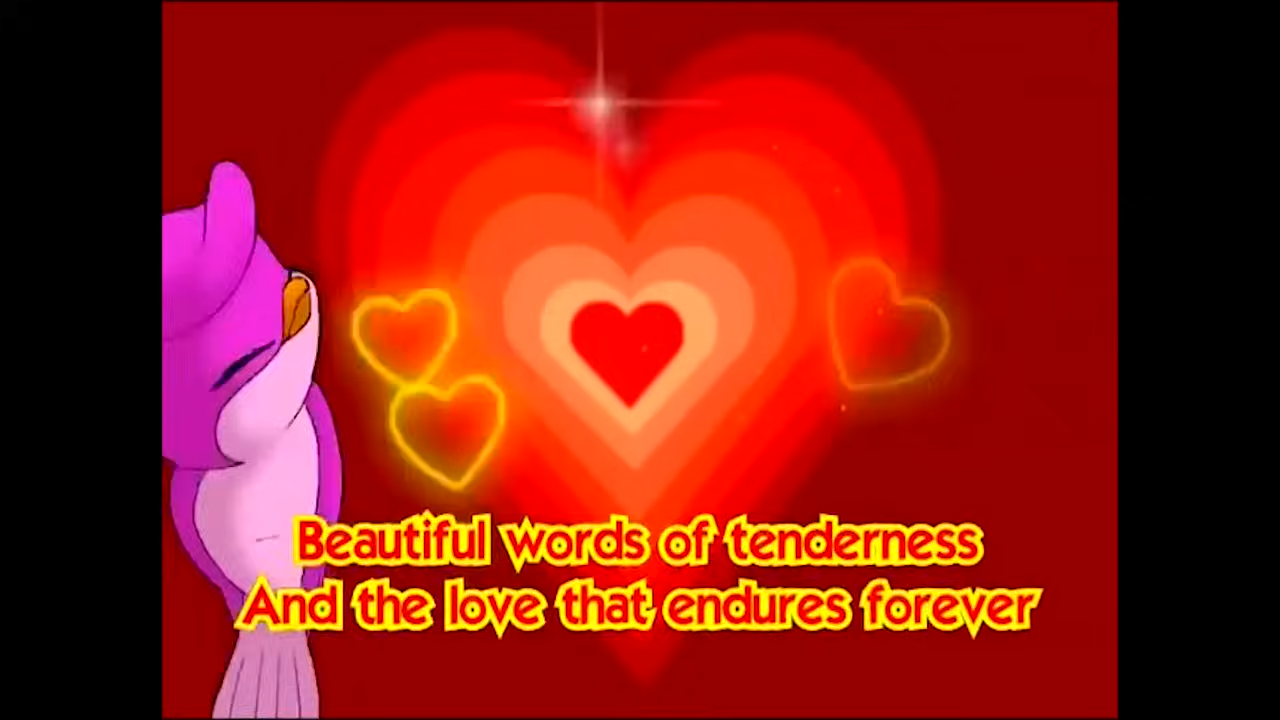 Beautiful words of tenderness
And the love that endures forever